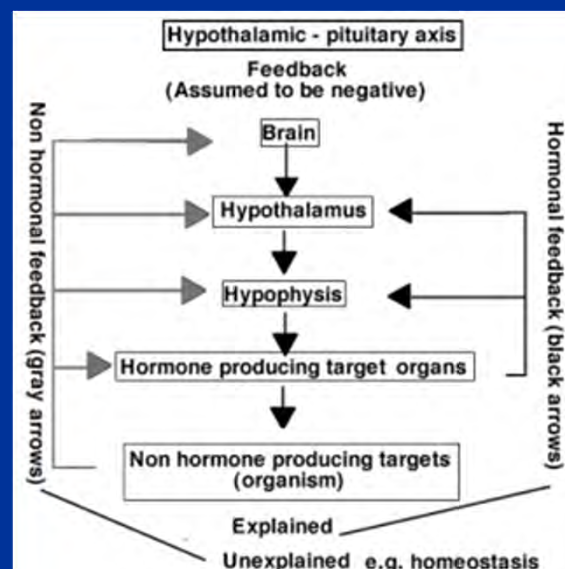 Hypothalamic - pituitary axis
Feedback
(Assumed to be negative)
Brain
Hypothalamus
Hypophysis
Hormone producing target organs
Non hormone producing targets
(organism)
Explained
Unexplained e.g. homeostasis
Non hormonal feedback (gray arrows)
Hormonal feedback (black arrows)